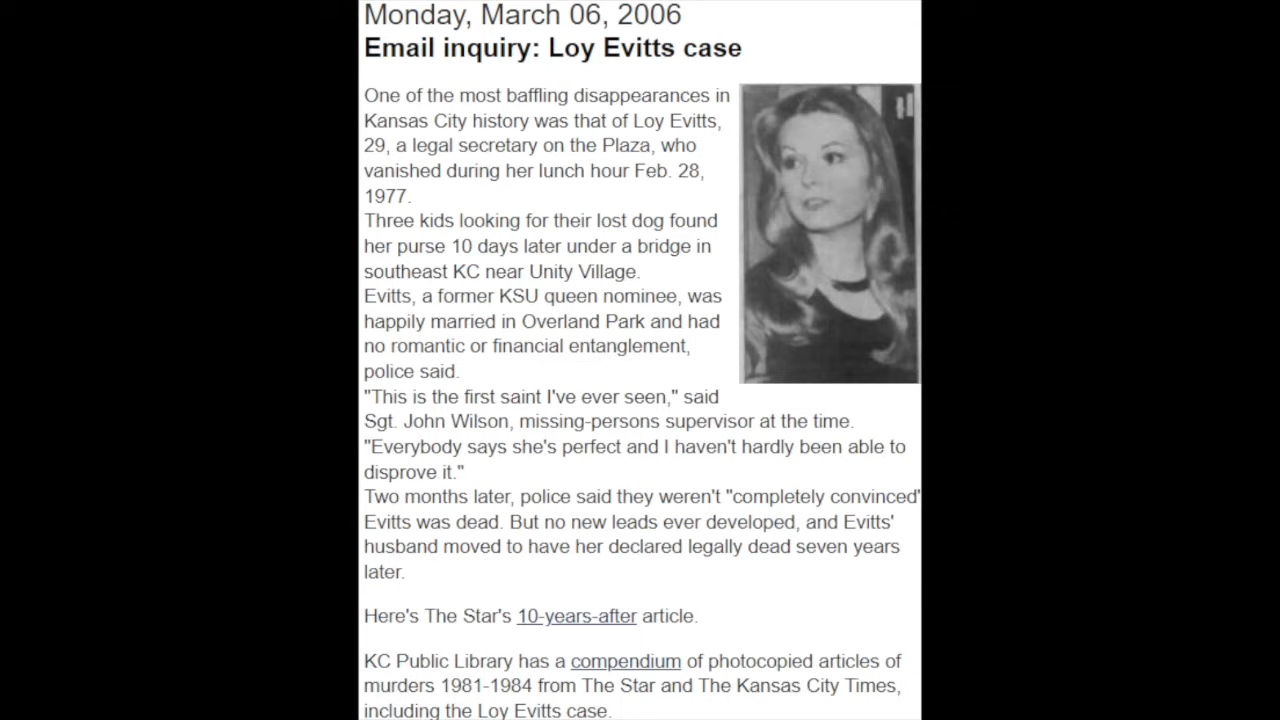 Monday, March 06, 2006
Email inquiry: Loy Evitts case
One of the most baffling disappearances in
Kansas City history was that of Loy Evitts,
29, a legal secretary on the Plaza, who
vanished during her lunch hour Feb. 28,
1977.
Three kids looking for their lost dog found
her purse 10 days later under a bridge in
southeast KC near Unity Village.
Evitts, a former KSU queen nominee, was
happily married in Overland Park and had
no romantic or financial entanglement,
police said.
"This is the first saint I've ever seen," said
Sgt. John Wilson, missing-persons supervisor at the time.
"Everybody says she's perfect and I haven't hardly been able to
disprove it."
Two months later, police said they weren't "completely convinced"
Evitts was dead. But no new leads ever developed, and Evitts'
husband moved to have her declared legally dead seven years
later.
Here's The Star's 10-years-after article.
KC Public Library has a compendium of photocopied articles of
murders 1981-1984 from The Star and The Kansas City Times,
including the Loy Evitts case.